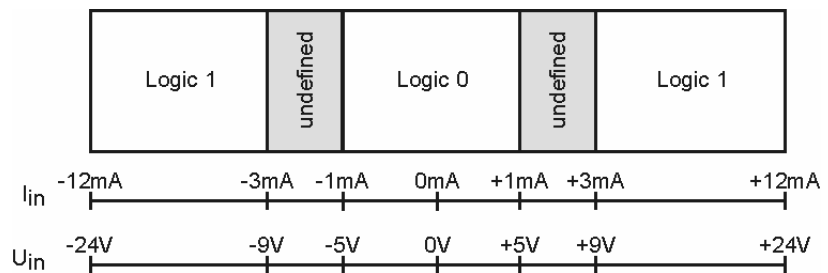 Logic 1 undefined Logic 0 undefined Logic 1
Iin -12mA -3mA -1mA 0mA +1mA +3mA +12mA
Uin -24V -9V -5V 0V +5V +9V +24V